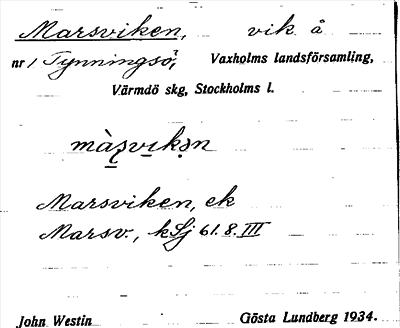 Marsviken, vik å
nr 1 Tynningsö, Vaxholms landsförsamling,
Värmdö skg, Stockholms l.
Marsviken, ek
Marsv., kSj 61.8.III
John Westin Gösta Lundberg 1934.